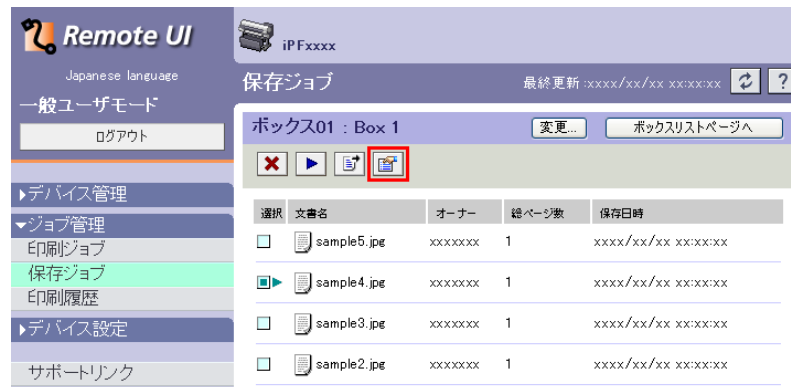 Remote UI
Japanese language
一般ユーザモード
ログアウト
▶デバイス管理
▼ジョブ管理
印刷ジョブ
保存ジョブ
印刷履歴
▶デバイス設定
サポートリンク
iPFxxxx
保存ジョブ 最終更新 :xxxx/xx/xx xx:xx:xx ?
ボックス01 : Box 1 変更... ボックスリストページへ
選択 文書名 オーナー 総ページ数 保存日時
sample5.jpg xxxxxxx 1 xxxx/xx/xx xx:xx:xx
sample4.jpg xxxxxxx 1 xxxx/xx/xx xx:xx:xx
sample3.jpg xxxxxxx 1 xxxx/xx/xx xx:xx:xx
sample2.jpg xxxxxxx 1 xxxx/xx/xx xx:xx:xx